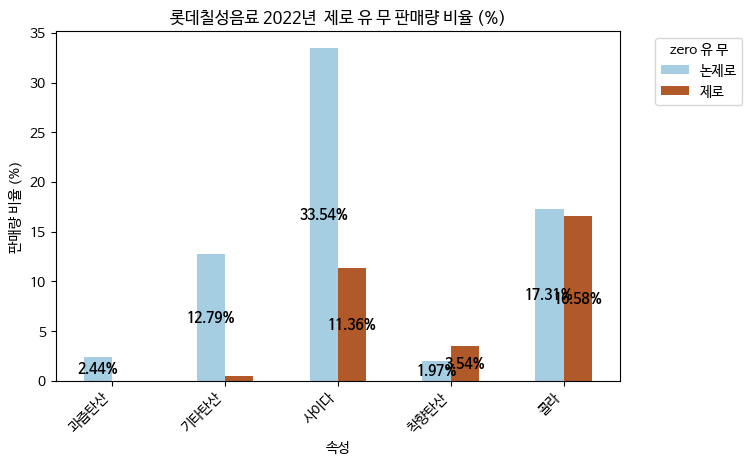 롯데칠성음료 2022년  제로 유 무 판매량 비율 (%)
zero 유 무
논제로
제로
판매량 비율 (%)
35
30
25
20
15
10
5
0
33.54%
12.79%
11.36%
2.44%
1.97%
3.54%
17.31%
16.58%
과즙탄산
기타탄산
사이다
착향탄산
콜라
속성